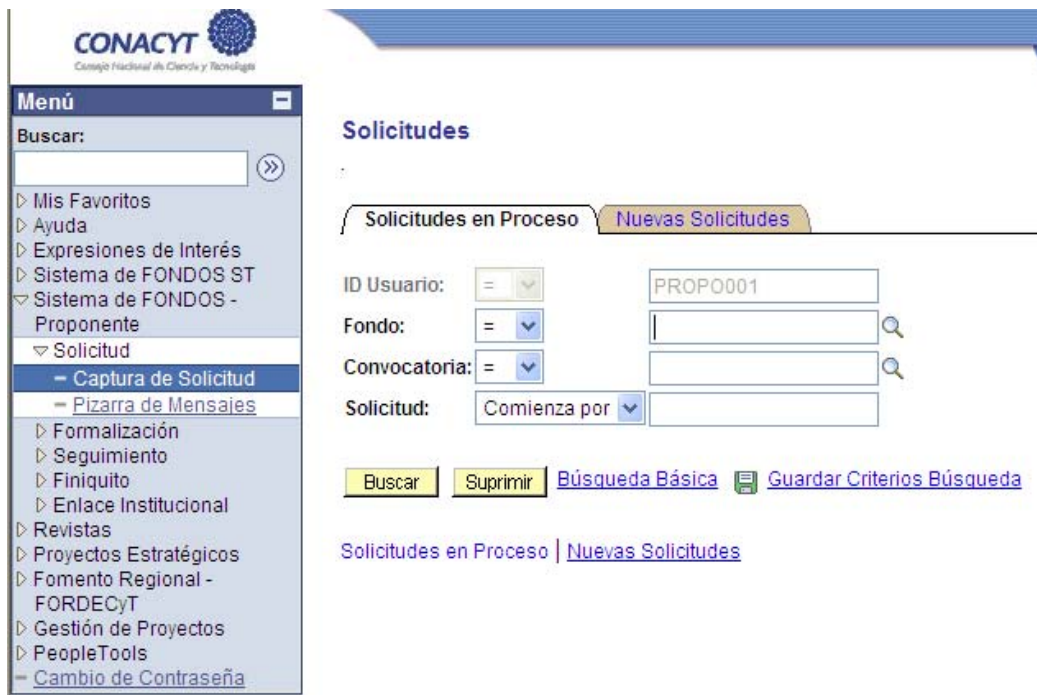 CONACYT
Consejo Nacional de Ciencia y Tecnología
Menú
Buscar:
Mis Favoritos
Ayuda
Expresiones de Interés
Sistema de FONDOS ST
Sistema de FONDOS -
Proponente
Solicitud
Captura de Solicitud
Pizarra de Mensajes
Formalización
Seguimiento
Finiquito
Enlace Institucional
Revistas
Proyectos Estratégicos
Fomento Regional -
FORDECyT
Gestión de Proyectos
PeopleTools
Cambio de Contraseña
Solicitudes
.
Solicitudes en Proceso Nuevas Solicitudes
ID Usuario: = PROPO001
Fondo: =
Convocatoria: =
Solicitud: Comienza por
Buscar Suprimir Búsqueda Básica Guardar Criterios Búsqueda
Solicitudes en Proceso | Nuevas Solicitudes